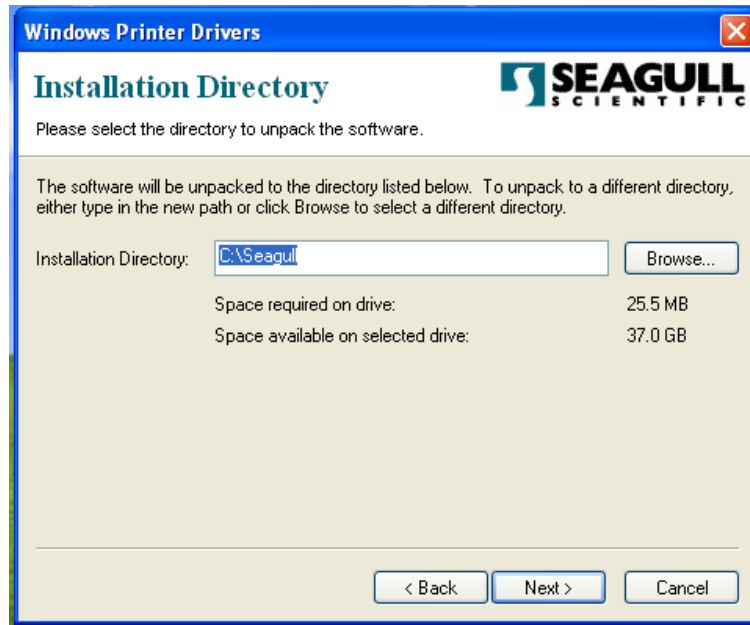 Windows Printer Drivers
Installation Directory
SEAGULL
SCIENTIFIC
Please select the directory to unpack the software.
The software will be unpacked to the directory listed below.  To unpack to a different directory,
either type in the new path or click Browse to select a different directory.
Installation Directory: C:\Seagull Browse...
Space required on drive: 25.5 MB
Space available on selected drive: 37.0 GB
< Back Next > Cancel